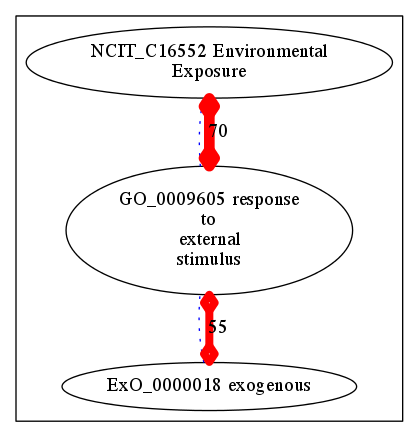 NCIT_C16552 Environmental
Exposure
70
GO_0009605 response
to
external
stimulus
55
ExO_0000018 exogenous